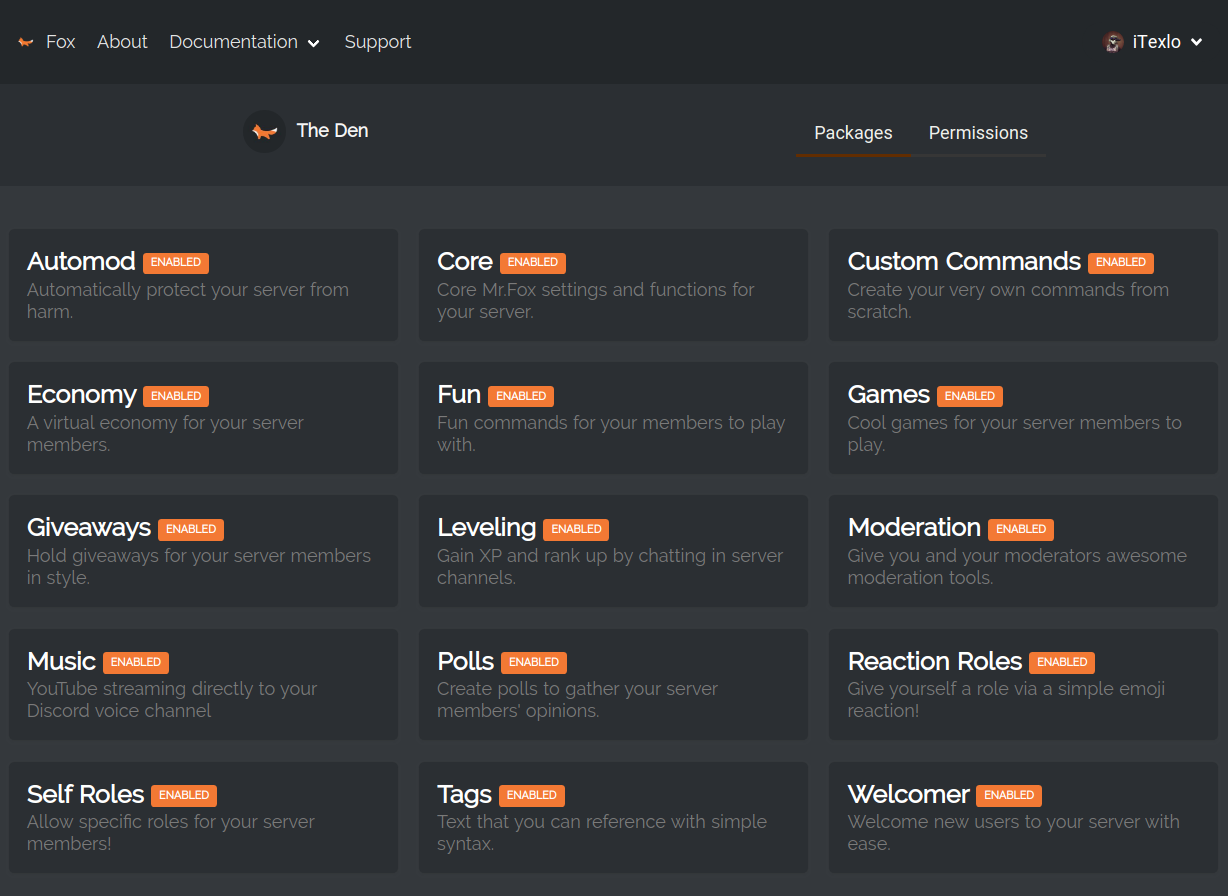 Fox About Documentation Support iTexlo
The Den Packages Permissions
Automod ENABLED
Automatically protect your server from
harm.
Core ENABLED
Core Mr.Fox settings and functions for
your server.
Custom Commands ENABLED
Create your very own commands from
scratch.
Economy ENABLED
A virtual economy for your server
members.
Fun ENABLED
Fun commands for your members to play
with.
Games ENABLED
Cool games for your server members to
play.
Giveaways ENABLED
Hold giveaways for your server members
in style.
Leveling ENABLED
Gain XP and rank up by chatting in server
channels.
Moderation ENABLED
Give you and your moderators awesome
moderation tools.
Music ENABLED
YouTube streaming directly to your
Discord voice channel
Polls ENABLED
Create polls to gather your server
members' opinions.
Reaction Roles ENABLED
Give yourself a role via a simple emoji
reaction!
Self Roles ENABLED
Allow specific roles for your server
members!
Tags ENABLED
Text that you can reference with simple
syntax.
Welcomer ENABLED
Welcome new users to your server with
ease.